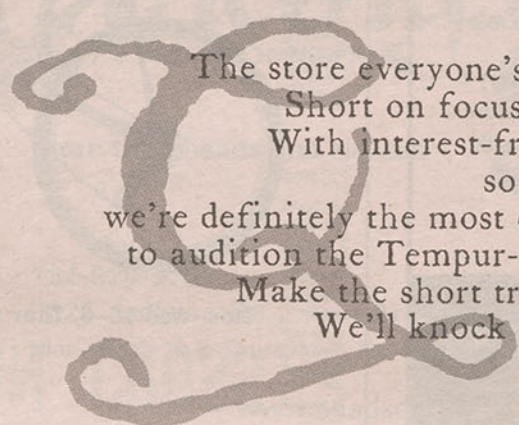 The store everyone's
Short on focus
With interest-fr
so
we're definitely the most
to audition the Tempur-
Make the short tr
We'll knock